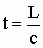 t = L/c